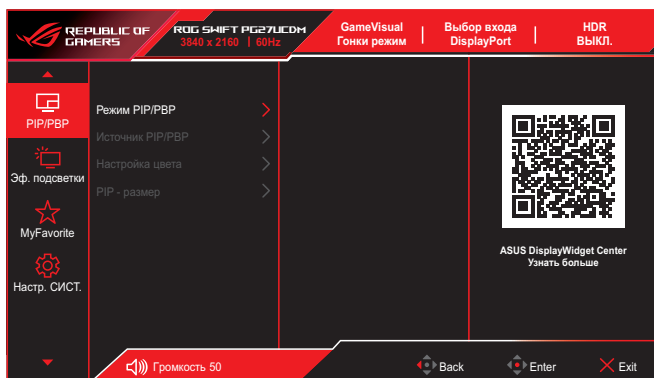 REPUBLIC OF
GAMERS
ROG SWIFT PG27UCDM
3840 x 2160 | 60Hz
GameVisual
Гонки режим
Выбор входа
DisplayPort
HDR
ВЫКЛ.
PIP/PBP
Эф. подсветки
MyFavorite
Настр. СИСТ.
Режим PIP/PBP
Источник PIP/PBP
Настройка цвета
PIP - размер
ASUS DisplayWidget Center
Узнать больше
Громкость 50
Back
Enter
Exit